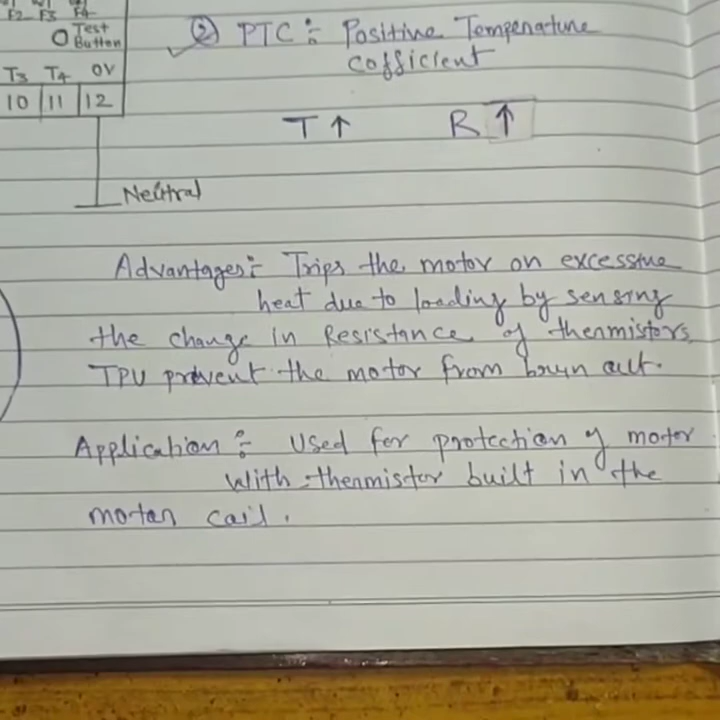 F2 F3 F4
Test
Button
T3 T4 0V
10 11 12
Neutral
② PTC :- Positive Temperature
cofficient
T ↑ R ↑
Advantages :- Trips the motor on excessive
heat due to loading by sensing
the change in Resistance of thermistors
TPU prevent the motor from burn out.
Application :- Used for protection of motor
With thermistor built in the
motor coil.